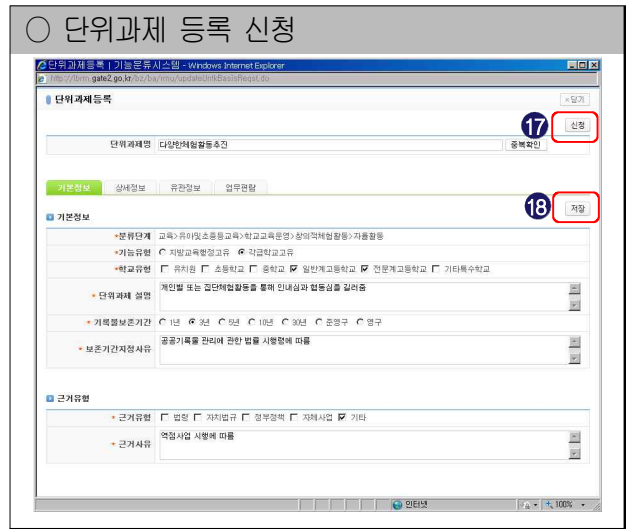 ○ 단위과제 등록 신청
단위과제등록 | 기능분류시스템 - Windows Internet Explorer
http://brm.gate2.go.kr/bz/ba/rmu/updateUnitkBasisReqst.do
단위과제등록
×닫기
⑰ 신청
단위과제명 다양한체험활동추진 중복확인
기본정보 상세정보 유관정보 업무편람
⑱ 저장
기본정보
*분류단계 교육>유아및초중등교육>학교교육운영>창의적체험활동>자율활동
*기능유형 지방교육행정고유 각급학교고유
*학교유형 유치원 초등학교 중학교 일반계고등학교 전문계고등학교 기타특수학교
* 단위과제 설명 개인별 또는 집단체험활동을 통해 인내심과 협동심을 길러줌
* 기록물보존기간 1년 3년 5년 10년 30년 준영구 영구
* 보존기간지정사유 공공기록물 관리에 관한 법률 시행령에 따름
근거유형
* 근거유형 법령 자치법규 정부정책 자체사업 기타
* 근거사유 역점사업 시행에 따름
인터넷 100%